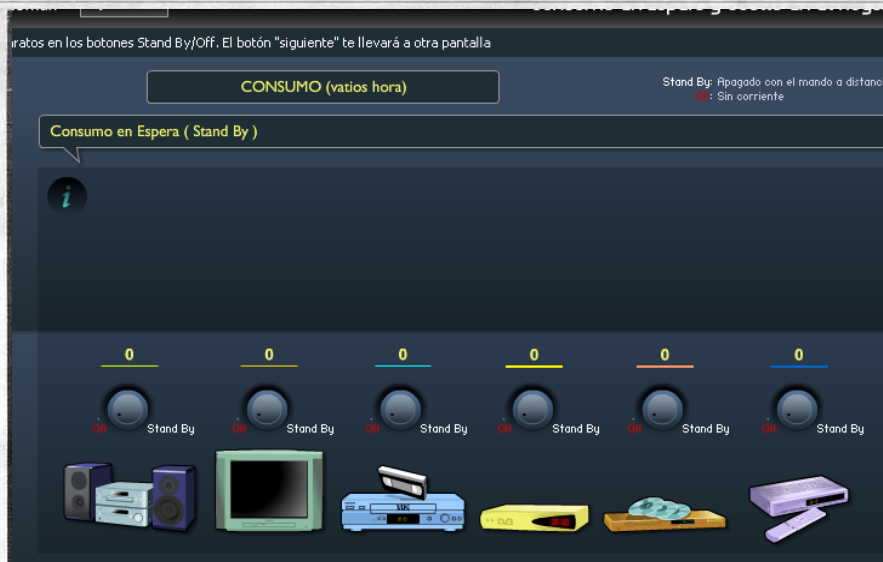 aratos en los botones Stand By/Off. El botón "siguiente" te llevará a otra pantalla
CONSUMO (vatios hora)
Stand By: Apagado con el mando a distanc
Off: Sin corriente
Consumo en Espera ( Stand By )
i
0 0 0 0 0 0
Off Stand By Off Stand By Off Stand By Off Stand By Off Stand By Off Stand By
VHS
DVB